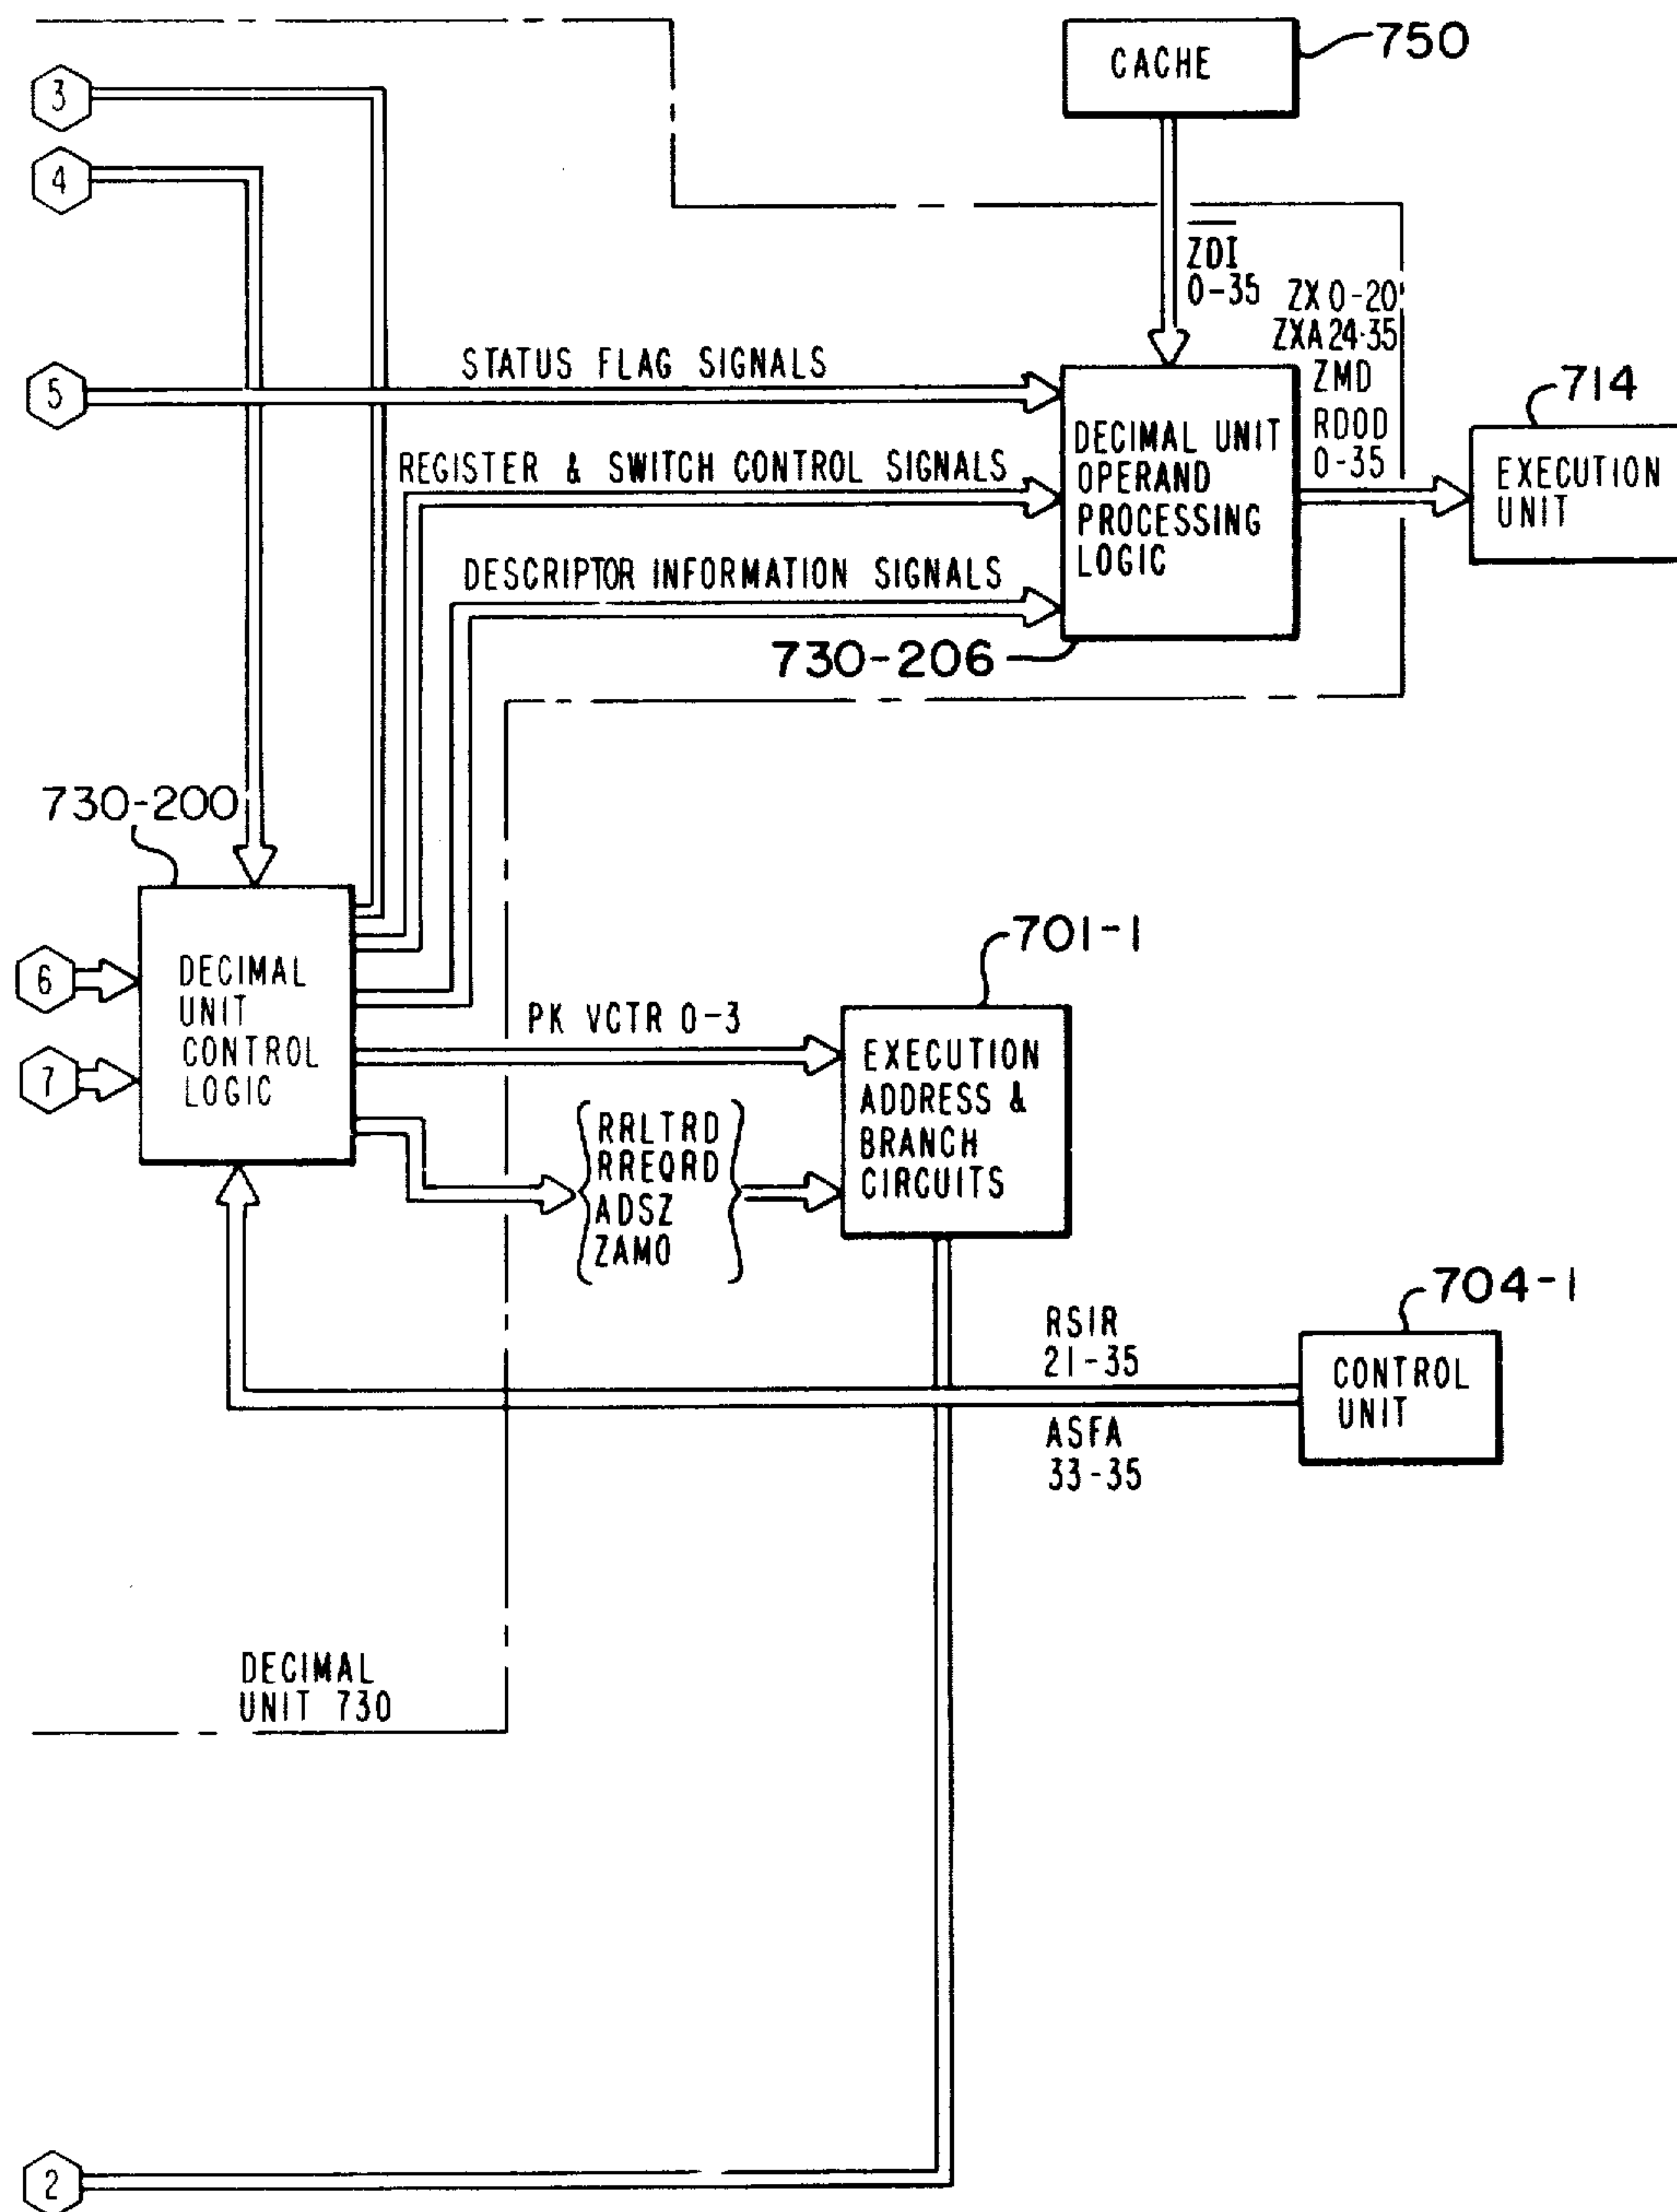 750
CACHE
3
4
ZDI
0-35
ZX 0-20
ZXA 24-35
ZMD
RDOD
0-35
5
STATUS FLAG SIGNALS
714
DECIMAL UNIT
OPERAND
PROCESSING
LOGIC
REGISTER & SWITCH CONTROL SIGNALS
EXECUTION
UNIT
DESCRIPTOR INFORMATION SIGNALS
730-206
730-200
701-1
6
DECIMAL
UNIT
CONTROL
LOGIC
7
PK VCTR 0-3
EXECUTION
ADDRESS &
BRANCH
CIRCUITS
RRLTRD
RREQRD
ADSZ
ZAMO
704-1
RSIR
21-35
CONTROL
UNIT
ASFA
33-35
DECIMAL
UNIT 730
2